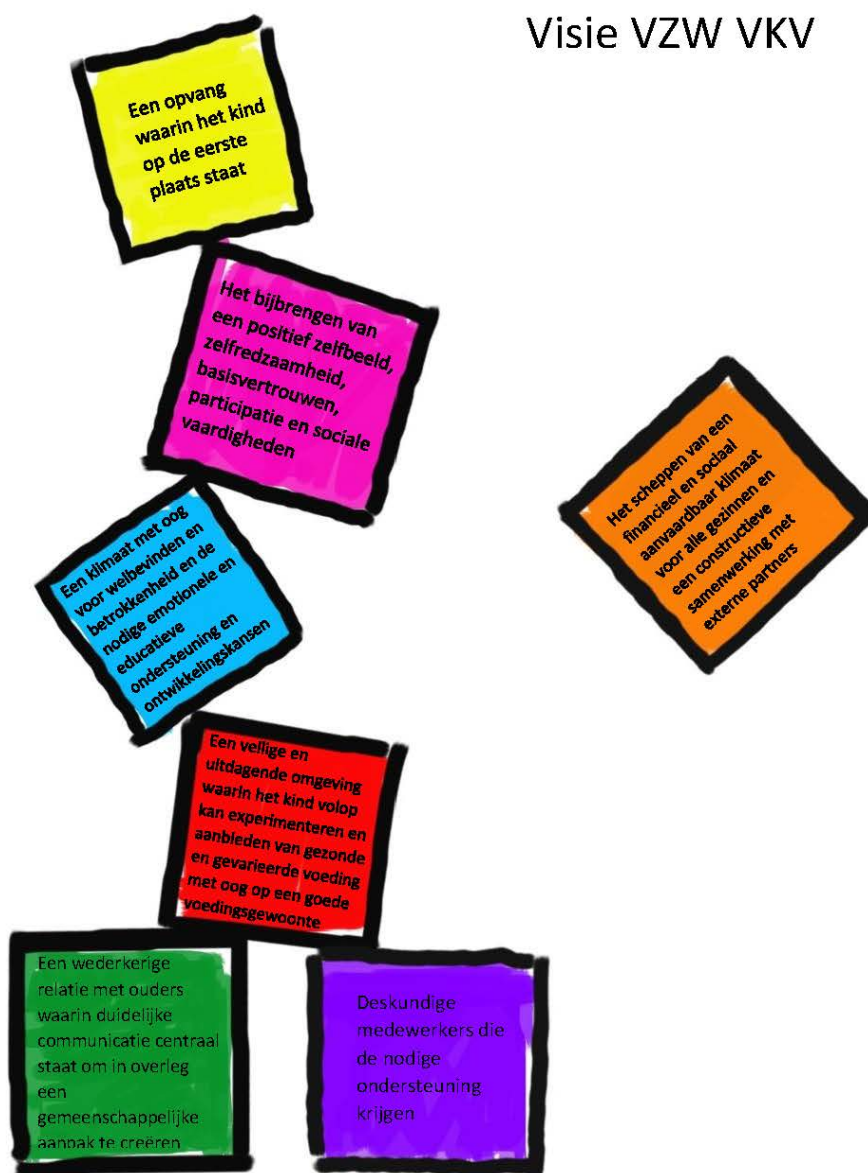 Visie VZW VKV
Een opvang
waarin het kind
op de eerste
plaats staat
Het bijbrengen van
een positief zelfbeeld,
zelfredzaamheid,
basisvertrouwen,
participatie en sociale
vaardigheden
Het scheppen van een
financieel en sociaal
aanvaardbaar klimaat
voor alle gezinnen en
een constructieve
samenwerking met
externe partners
Een klimaat met oog
voor welbevinden en
betrokkenheid en de
nodige emotionele en
educatieve
ondersteuning en
ontwikkelingskansen
Een veilige en
uitdagende omgeving
waarin het kind volop
kan experimenteren en
aanbieden van gezonde
en gevarieerde voeding
met oog op een goede
voedingsgewoonte
Een wederkerige
relatie met ouders
waarin duidelijke
communicatie centraal
staat om in overleg
een
gemeenschappelijke
aanpak te creëren
Deskundige
medewerkers die
de nodige
ondersteuning
krijgen